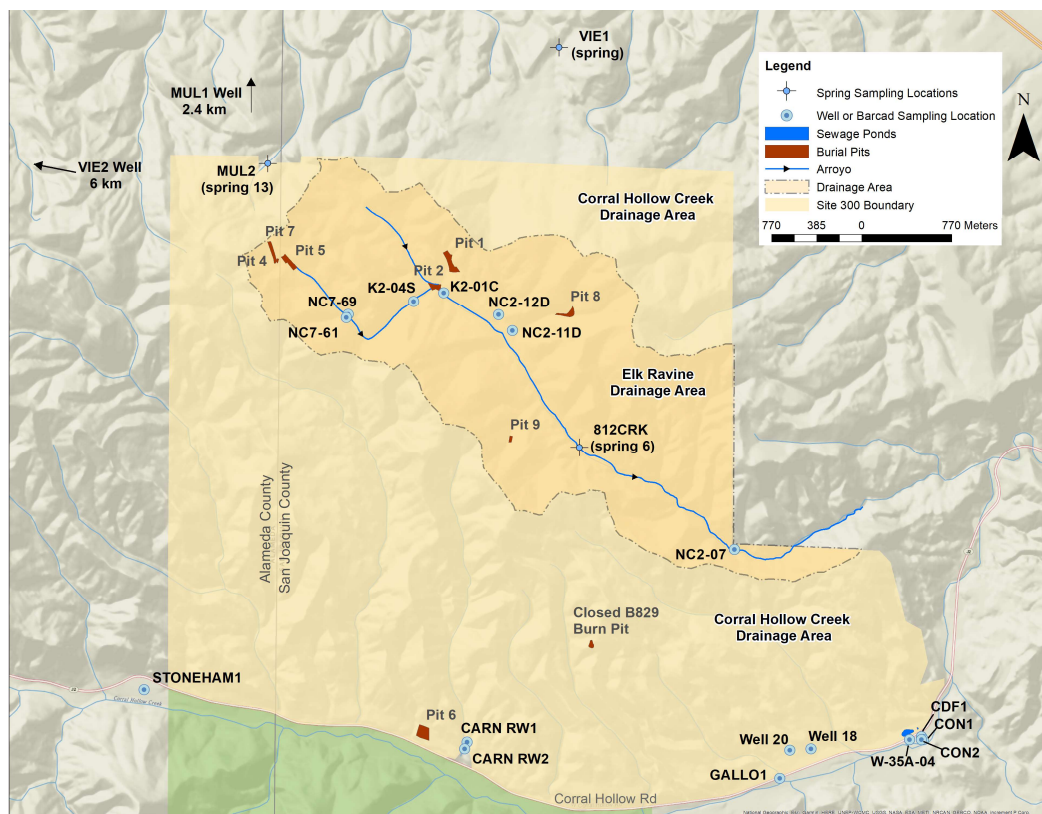 VIE1
(spring)
Legend
Spring Sampling Locations
Well or Barcad Sampling Location
Sewage Ponds
Burial Pits
Arroyo
Drainage Area
Site 300 Boundary
770 385 0 770 Meters
N
MUL1 Well
2.4 km
VIE2 Well
6 km
MUL2
(spring 13)
Corral Hollow Creek
Drainage Area
Pit 7
Pit 5
Pit 4
Pit 1
Pit 2
K2-04S
K2-01C
NC7-69
NC7-61
NC2-12D
Pit 8
NC2-11D
Elk Ravine
Drainage Area
Pit 9
812CRK
(spring 6)
Alameda County
San Joaquin County
NC2-07
Closed B829
Burn Pit
Corral Hollow Creek
Drainage Area
STONEHAM1
Corral Hollow Creek
Pit 6
CARN RW1
CARN RW2
Well 20
Well 18
CDF1
CON1
CON2
W-35A-04
GALLO1
Corral Hollow Rd